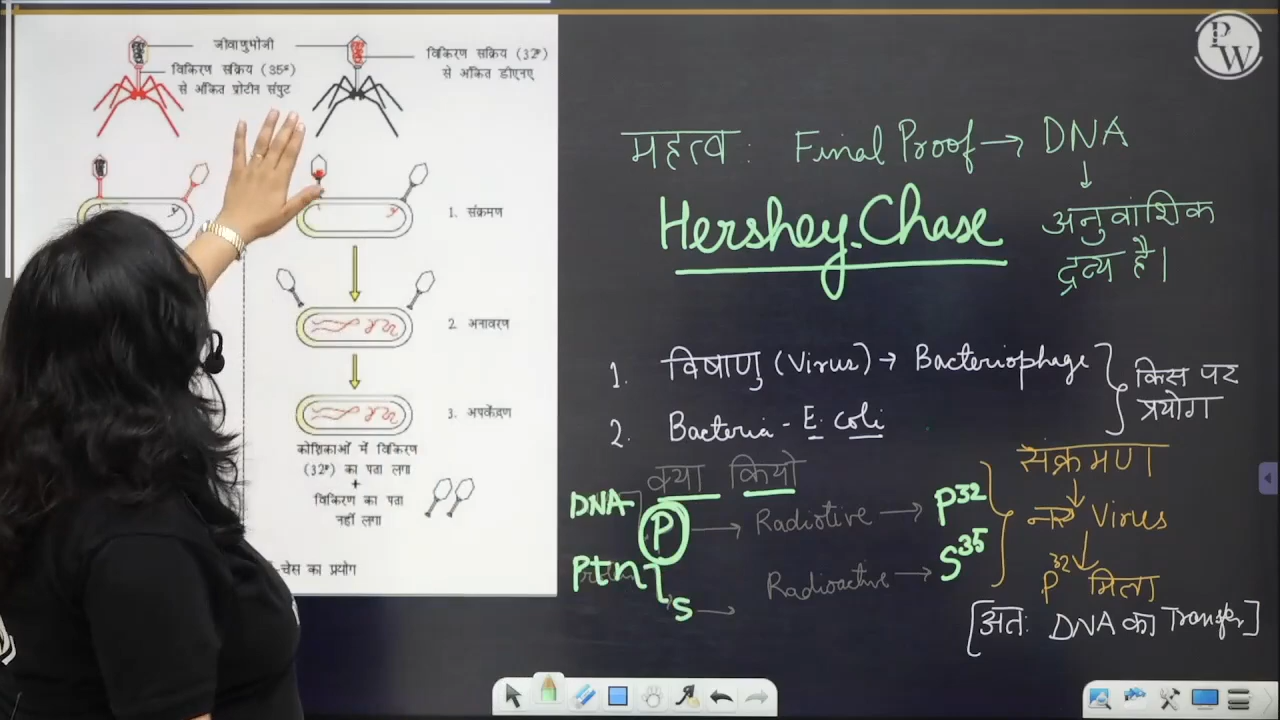 जीवाणुभोजी
विकिरण सक्रिय (35ˢ)
से अंकित प्रोटीन संपुट
विकिरण सक्रिय (32ᵖ)
से अंकित डीएनए
1. संक्रमण
2. अनावरण
3. अपकेंद्रण
कोशिकाओं में विकिरण
(32ᵖ) का पता लगा
+
विकिरण का पता
नहीं लगा
चेस का प्रयोग
PW
महत्व: Final Proof → DNA
↓
Hershey-Chase
अनुवांशिक
द्रव्य है।
1. विषाणु (Virus) → Bacteriophage
2. Bacteria - E. coli
किस पर
प्रयोग
क्या कियो
DNA P → Radiotive → P³²
Ptn S → Radioactive → S³⁵
संक्रमण
↓
नए Virus
↓
P³² मिला
[अतः DNA का Transfer]